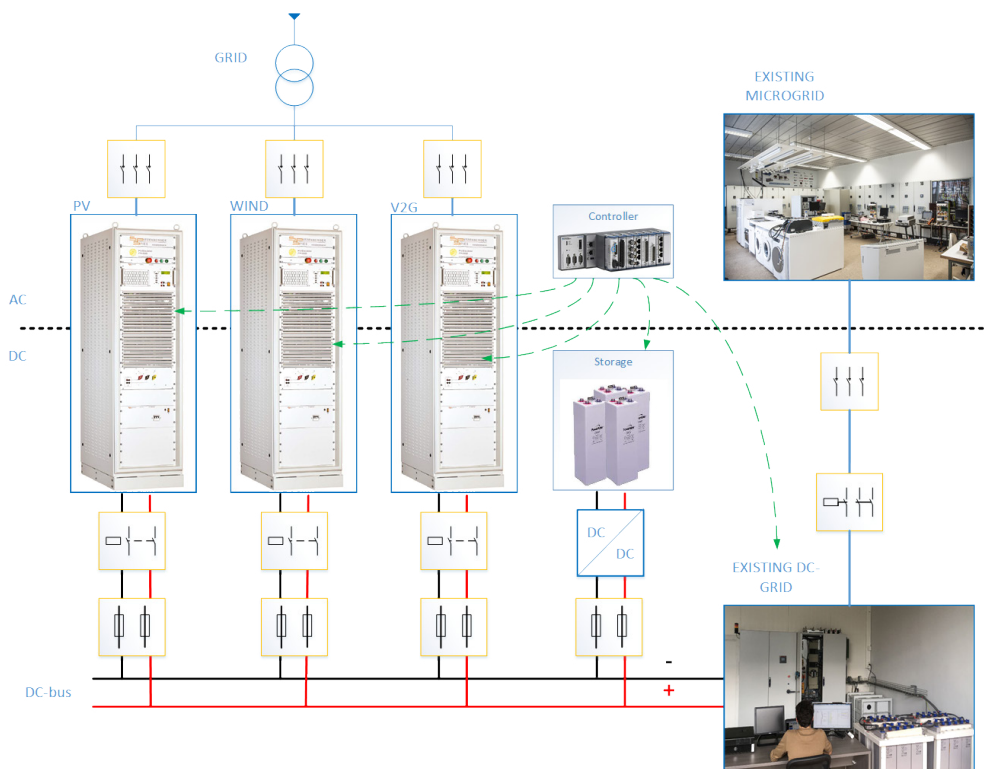 GRID
EXISTING
MICROGRID
PV
WIND
V2G
Controller
AC
DC
Storage
DC
DC
EXISTING DC-
GRID
-
DC-bus
+